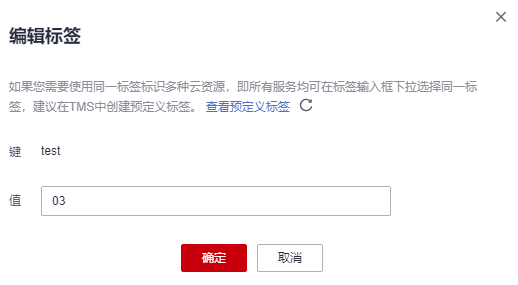 编辑标签
如果您需要使用同一标签标识多种云资源，即所有服务均可在标签输入框下拉选择同一标
签，建议在TMS中创建预定义标签。 查看预定义标签
键 test
值 03
确定 取消